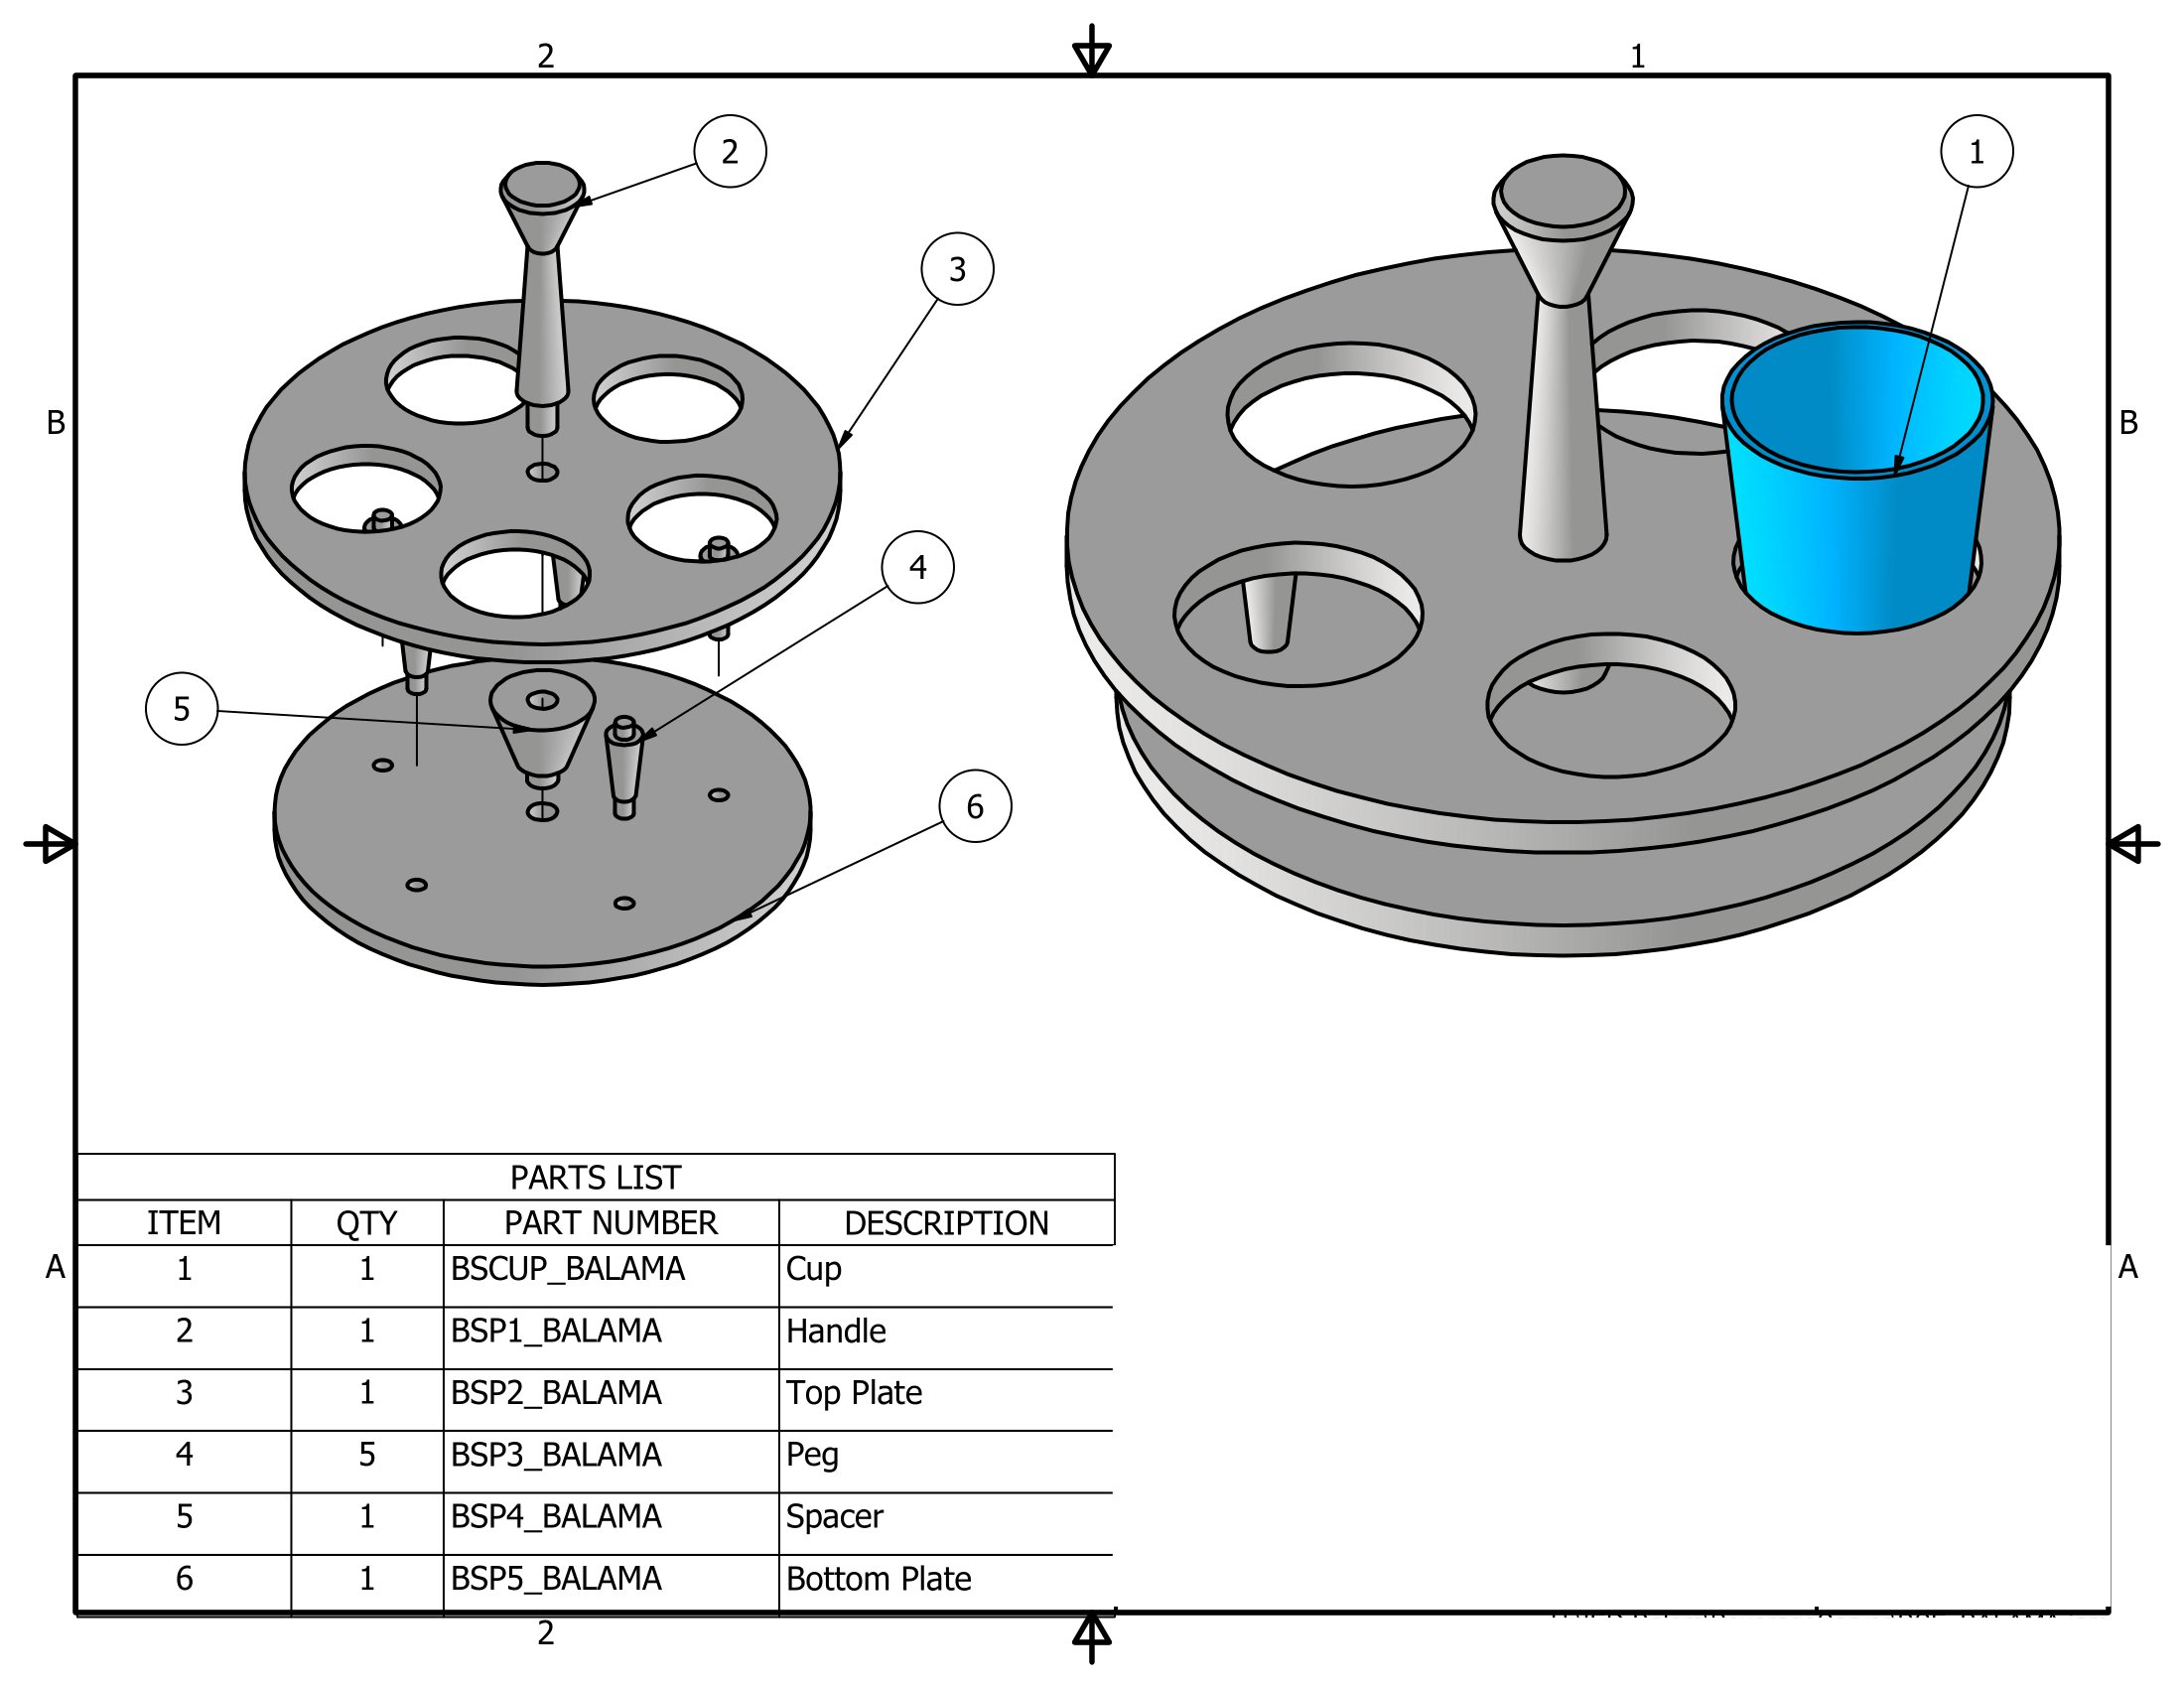 2 1
2
1
3
B B
4
5
6
PARTS LIST
ITEM QTY PART NUMBER DESCRIPTION
1 1 BSCUP_BALAMA Cup
2 1 BSP1_BALAMA Handle
3 1 BSP2_BALAMA Top Plate
4 5 BSP3_BALAMA Peg
5 1 BSP4_BALAMA Spacer
6 1 BSP5_BALAMA Bottom Plate
A A
2